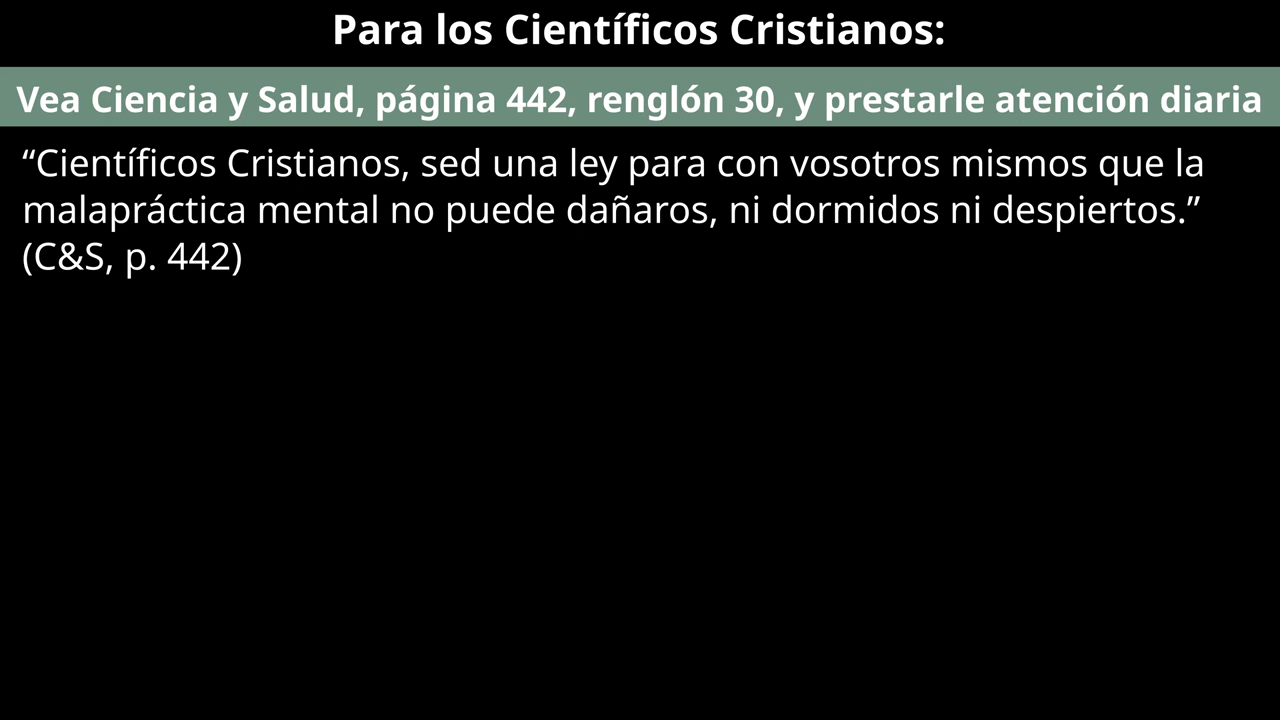 Para los Científicos Cristianos:
Vea Ciencia y Salud, página 442, renglón 30, y prestarle atención diaria
“Científicos Cristianos, sed una ley para con vosotros mismos que la
malapráctica mental no puede dañaros, ni dormidos ni despiertos.”
(C&S, p. 442)